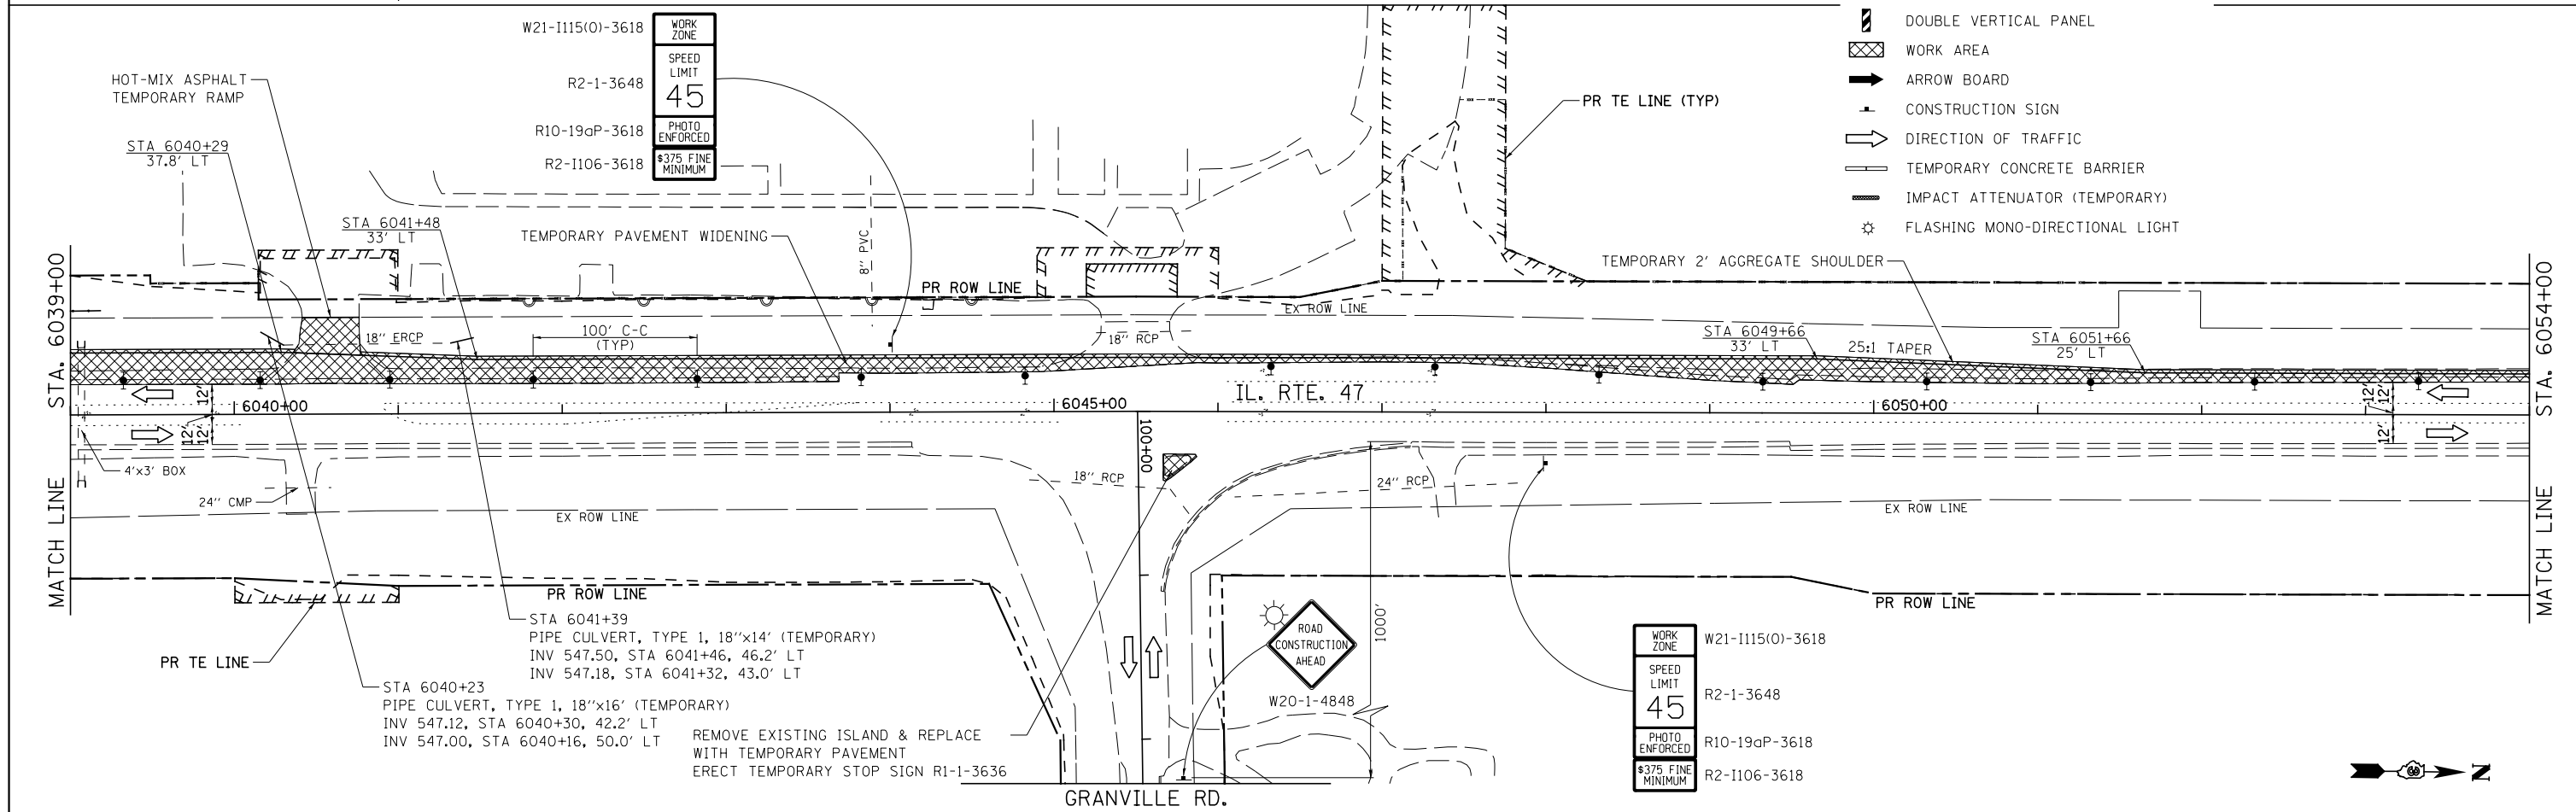 W21-I115(O)-3618
WORK
ZONE
SPEED
LIMIT
45
R2-1-3648
R10-19aP-3618
PHOTO
ENFORCED
R2-I106-3618
$375 FINE
MINIMUM
HOT-MIX ASPHALT
TEMPORARY RAMP
STA 6040+29
37.8' LT
STA 6041+48
33' LT
TEMPORARY PAVEMENT WIDENING
8" PVC
PR ROW LINE
EX ROW LINE
PR TE LINE (TYP)
DOUBLE VERTICAL PANEL
WORK AREA
ARROW BOARD
CONSTRUCTION SIGN
DIRECTION OF TRAFFIC
TEMPORARY CONCRETE BARRIER
IMPACT ATTENUATOR (TEMPORARY)
FLASHING MONO-DIRECTIONAL LIGHT
TEMPORARY 2' AGGREGATE SHOULDER
STA 6049+66
33' LT
25:1 TAPER
STA 6051+66
25' LT
18" ERCP
100' C-C
(TYP)
18" RCP
MATCH LINE STA. 6039+00
MATCH LINE STA. 6054+00
12'
12'
12'
6040+00
6045+00
IL. RTE. 47
6050+00
12'
12'
12'
100+00
4'x3' BOX
24" CMP
EX ROW LINE
18" RCP
24" RCP
EX ROW LINE
PR ROW LINE
PR ROW LINE
PR TE LINE
STA 6041+39
PIPE CULVERT, TYPE 1, 18"x14' (TEMPORARY)
INV 547.50, STA 6041+46, 46.2' LT
INV 547.18, STA 6041+32, 43.0' LT
STA 6040+23
PIPE CULVERT, TYPE 1, 18"x16' (TEMPORARY)
INV 547.12, STA 6040+30, 42.2' LT
INV 547.00, STA 6040+16, 50.0' LT
REMOVE EXISTING ISLAND & REPLACE
WITH TEMPORARY PAVEMENT
ERECT TEMPORARY STOP SIGN R1-1-3636
ROAD
CONSTRUCTION
AHEAD
W20-1-4848
1000'
WORK
ZONE
W21-I115(O)-3618
SPEED
LIMIT
45
R2-1-3648
PHOTO
ENFORCED
R10-19aP-3618
$375 FINE
MINIMUM
R2-I106-3618
GRANVILLE RD.
N